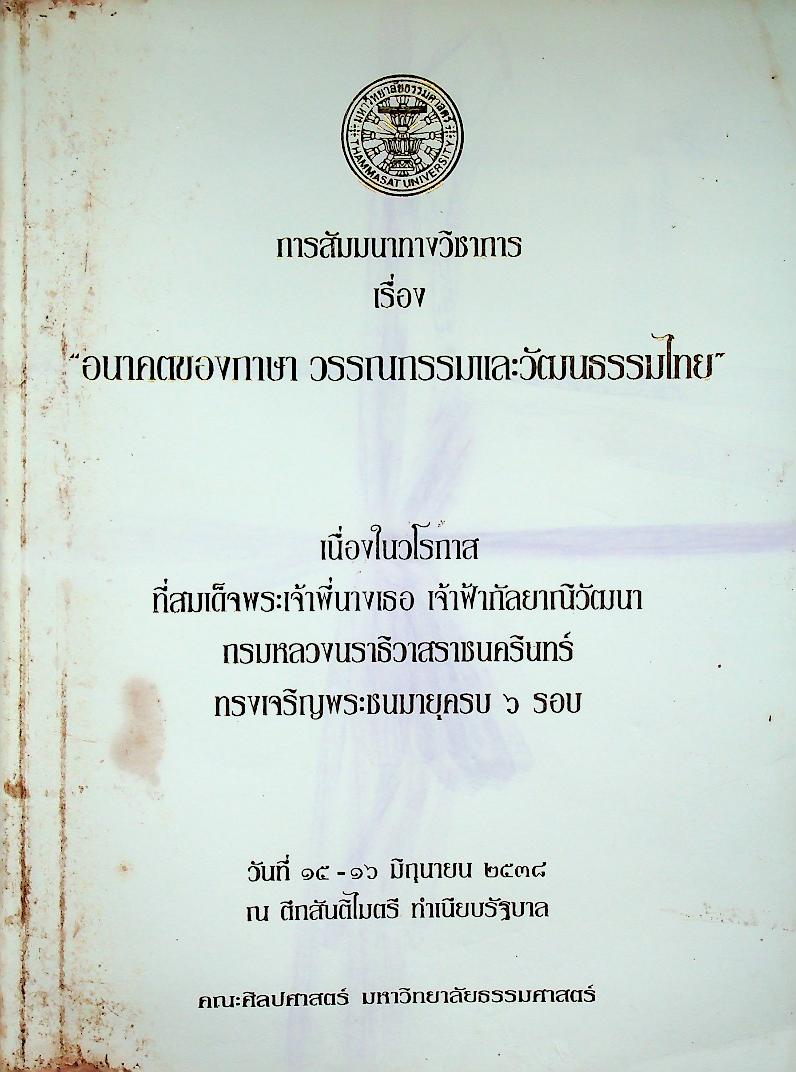 มหาวิทยาลัยธรรมศาสตร์
THAMMASAT UNIVERSITY
การสัมมนาทางวิชาการ
เรื่อง
“อนาคตของภาษา วรรณกรรมและวัฒนธรรมไทย”
เนื่องในวโรกาส
ที่สมเด็จพระเจ้าพี่นางเธอ เจ้าฟ้ากัลยาณิวัฒนา
กรมหลวงนราธิวาสราชนครินทร์
ทรงเจริญพระชนมายุครบ ๖ รอบ
วันที่ ๑๕ - ๑๖ มิถุนายน ๒๕๓๘
ณ ตึกสันติไมตรี ทำเนียบรัฐบาล
คณะศิลปศาสตร์ มหาวิทยาลัยธรรมศาสตร์